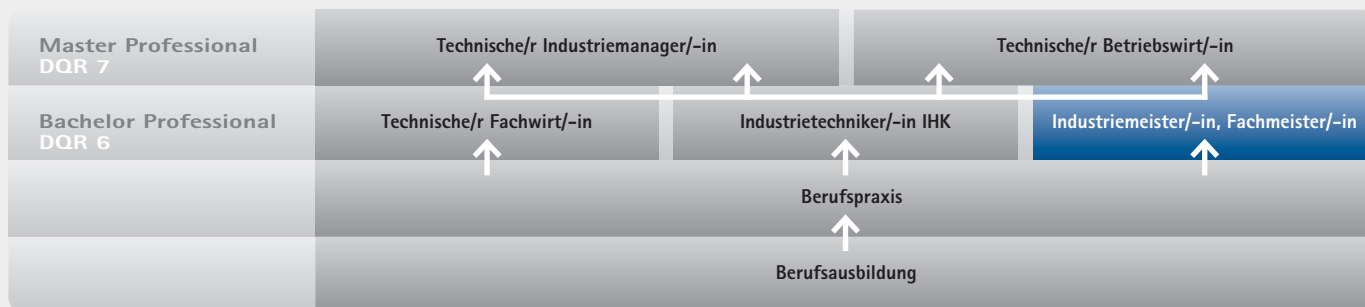 Master Professional
DQR 7
Technische/r Industriemanager/-in
Technische/r Betriebswirt/-in
Bachelor Professional
DQR 6
Technische/r Fachwirt/-in
Industrietechniker/-in IHK
Industriemeister/-in, Fachmeister/-in
Berufspraxis
Berufsausbildung